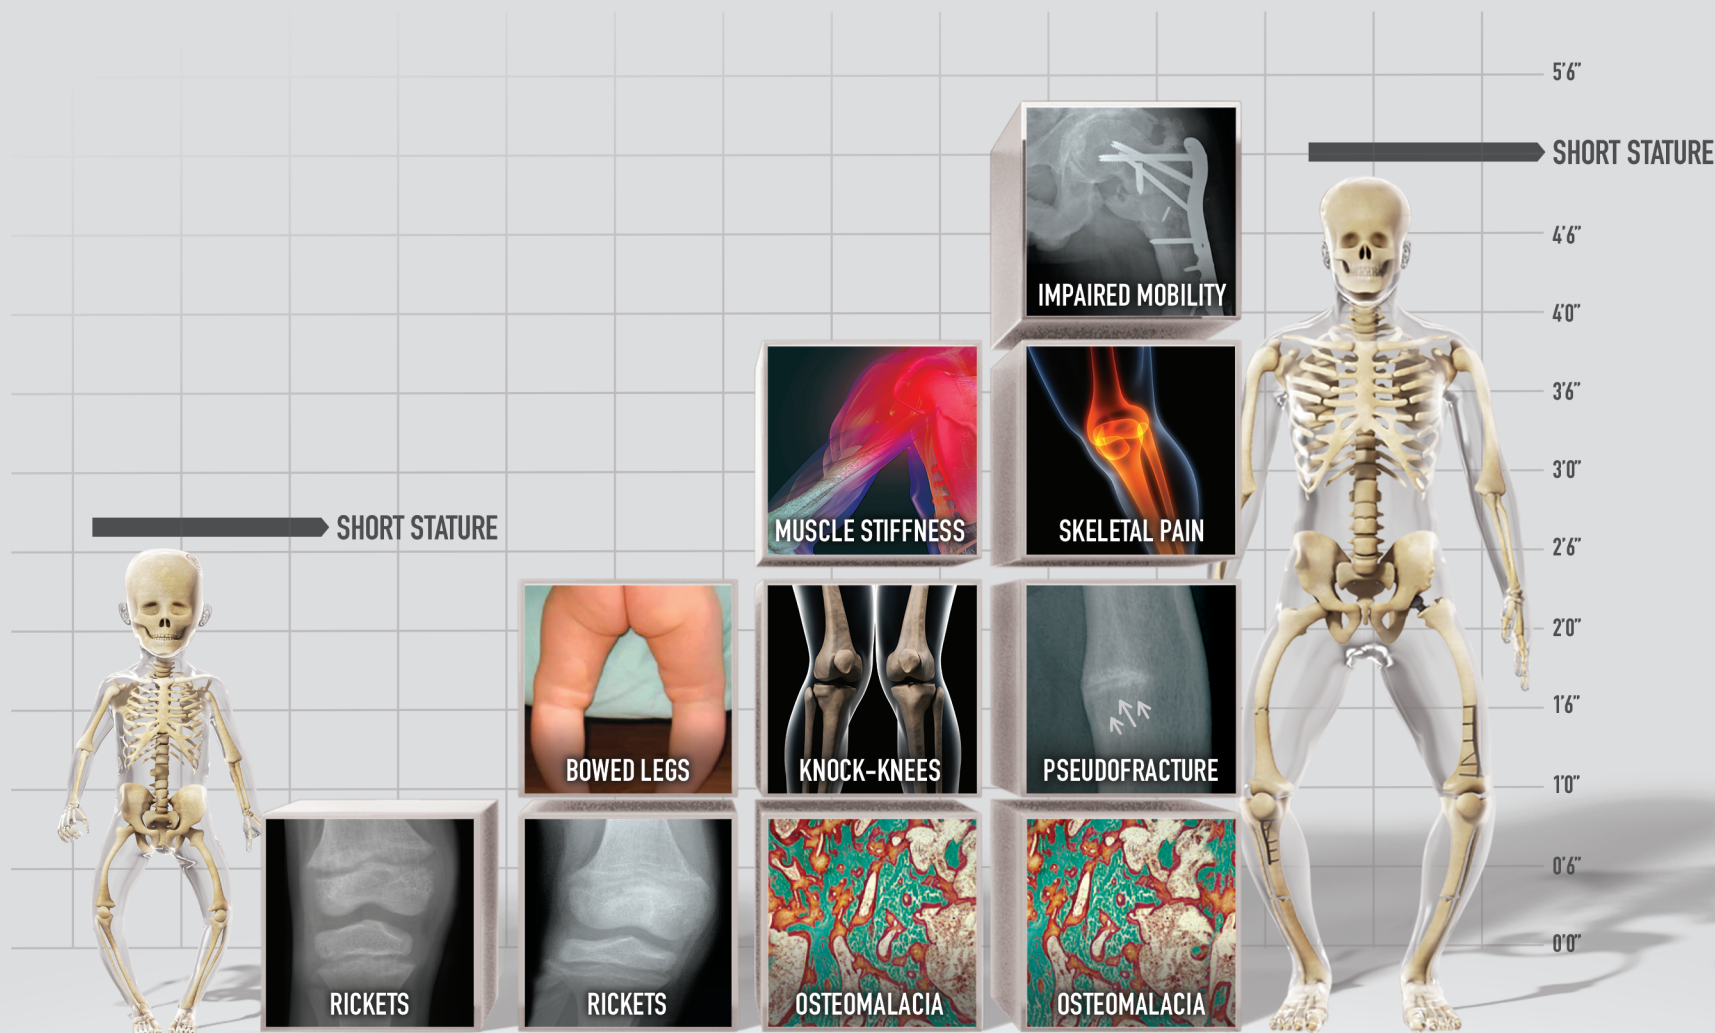 5'6"
SHORT STATURE
4'6"
IMPAIRED MOBILITY
4'0"
3'6"
3'0"
SHORT STATURE
MUSCLE STIFFNESS
SKELETAL PAIN
2'6"
2'0"
1'6"
BOWED LEGS
KNOCK-KNEES
PSEUDOFRACTURE
1'0"
0'6"
0'0"
RICKETS
RICKETS
OSTEOMALACIA
OSTEOMALACIA